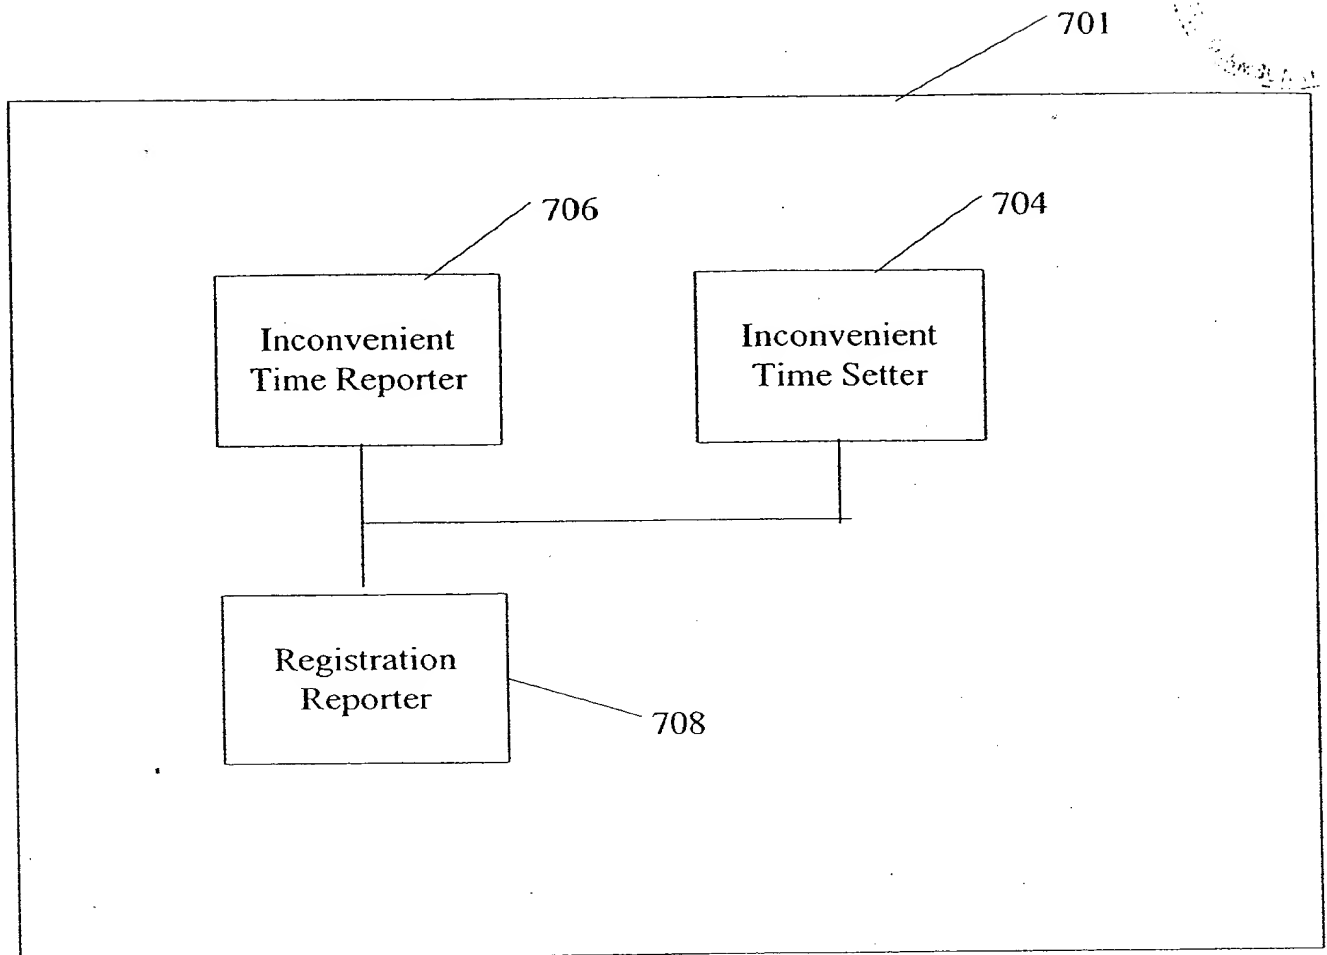 701
706
704
Inconvenient
Time Reporter
Inconvenient
Time Setter
Registration
Reporter
708